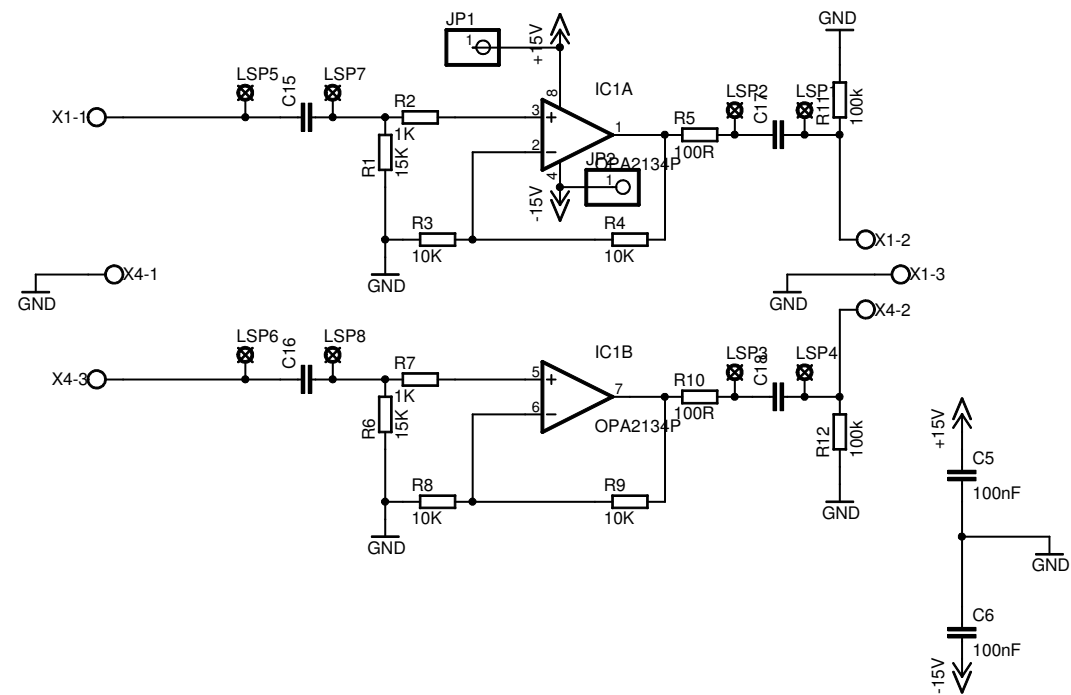 JP1
1
+15V
GND
LSP5
C15
LSP7
R2
1K
X1-1
R1
15K
8
IC1A
3
2
1
4
OPA2134P
JP2
1
-15V
R5
100R
LSP2
C17
LSP1
R11
100k
R3
10K
R4
10K
X1-2
GND
X4-1
GND
X1-3
GND
X4-2
LSP6
C16
LSP8
R7
1K
X4-3
R6
15K
IC1B
5
6
7
OPA2134P
R10
100R
LSP3
C18
LSP4
R12
100k
R8
10K
R9
10K
GND
GND
+15V
C5
100nF
GND
C6
100nF
-15V